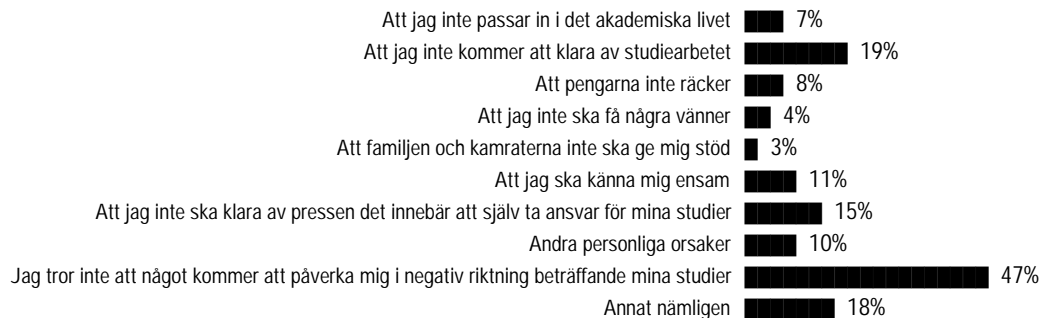 Att jag inte passar in i det akademiska livet 7%
Att jag inte kommer att klara av studiearbetet 19%
Att pengarna inte räcker 8%
Att jag inte ska få några vänner 4%
Att familjen och kamraterna inte ska ge mig stöd 3%
Att jag ska känna mig ensam 11%
Att jag inte ska klara av pressen det innebär att själv ta ansvar för mina studier 15%
Andra personliga orsaker 10%
Jag tror inte att något kommer att påverka mig i negativ riktning beträffande mina studier 47%
Annat nämligen 18%